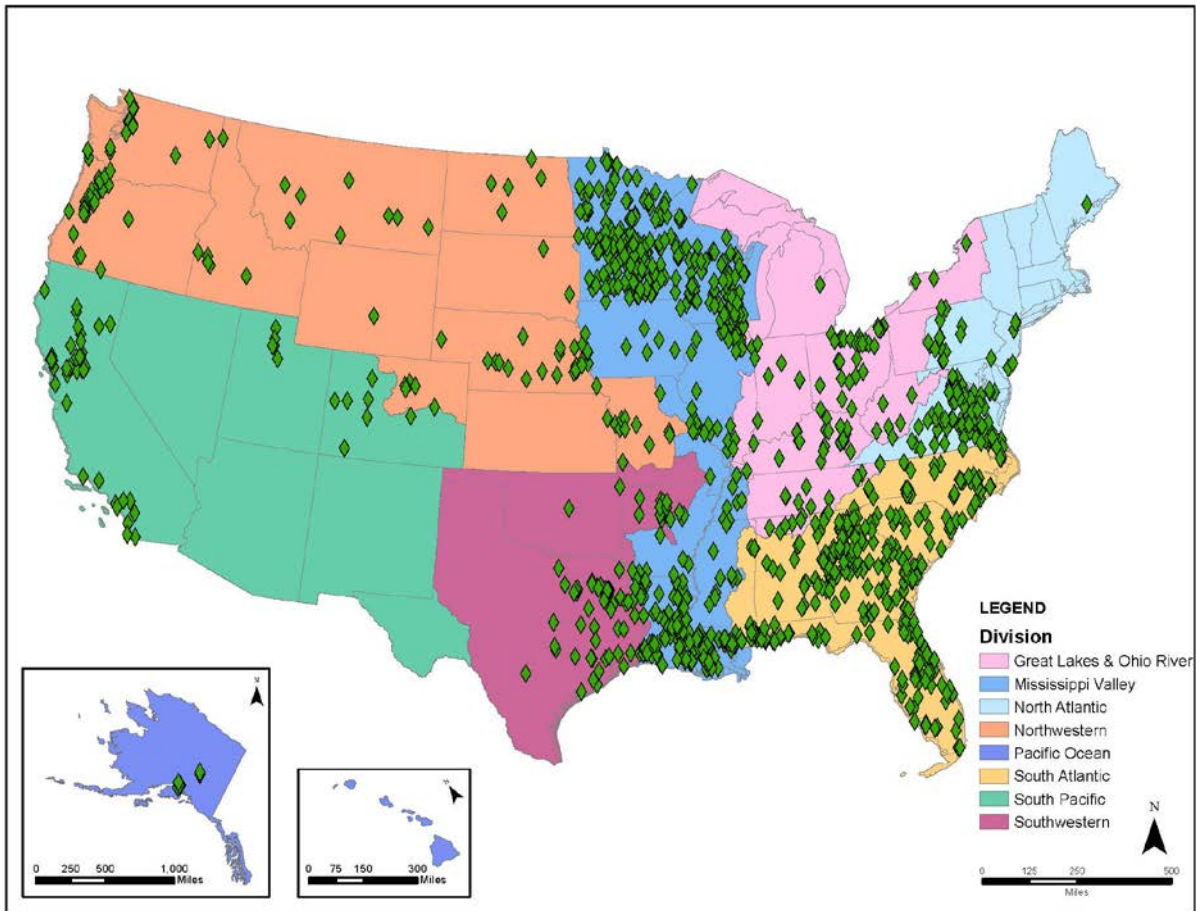 LEGEND
Division
Great Lakes & Ohio River
Mississippi Valley
North Atlantic
Northwestern
Pacific Ocean
South Atlantic
South Pacific
Southwestern
N
0 125 250 500
Miles
N
0 250 500 1,000
Miles
0 75 150 300
Miles